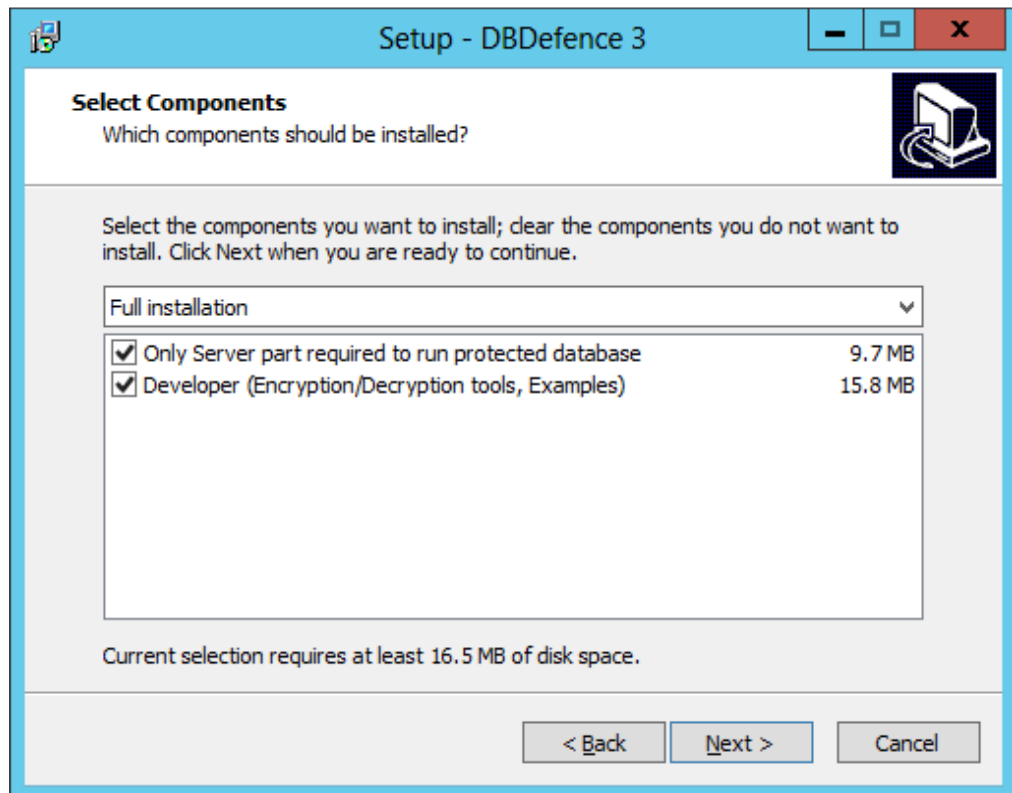 Setup - DBDefence 3
Select Components
Which components should be installed?
Select the components you want to install; clear the components you do not want to
install. Click Next when you are ready to continue.
Full installation
Only Server part required to run protected database 9.7 MB
Developer (Encryption/Decryption tools, Examples) 15.8 MB
Current selection requires at least 16.5 MB of disk space.
< Back Next > Cancel